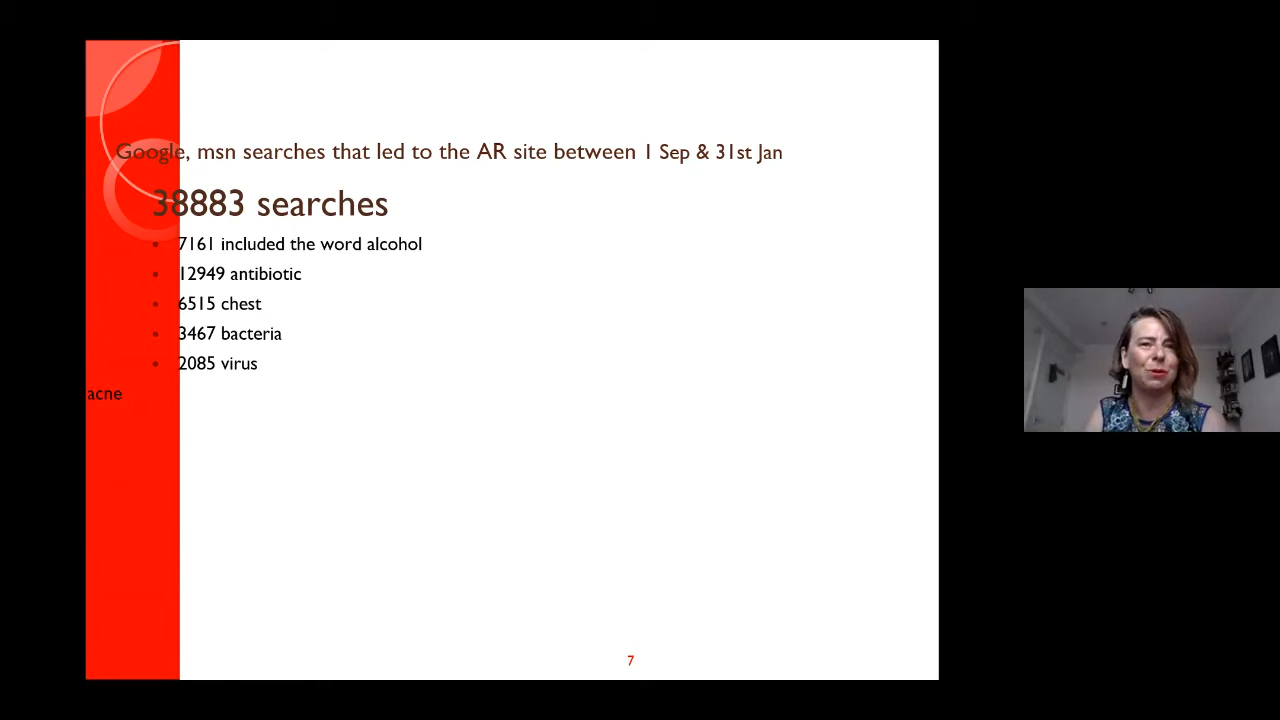 Google, msn searches that led to the AR site between 1 Sep & 31st Jan
38883 searches
• 7161 included the word alcohol
• 12949 antibiotic
• 6515 chest
• 3467 bacteria
• 2085 virus
acne
7